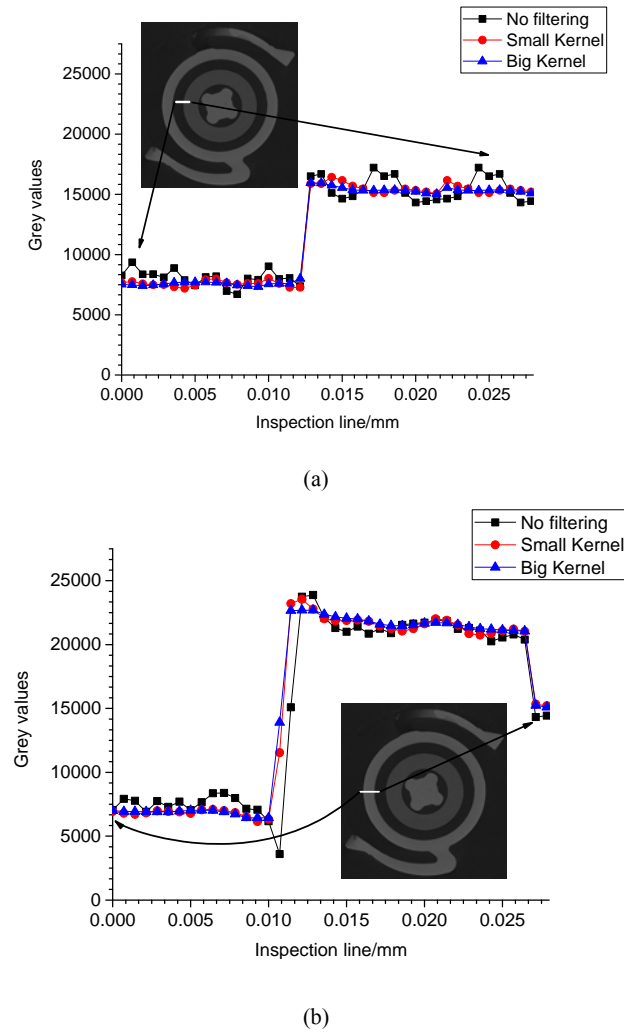 No filtering
Small Kernel
Big Kernel
25000
20000
15000
10000
5000
0
Grey values
0.000 0.005 0.010 0.015 0.020 0.025
Inspection line/mm
(a)
No filtering
Small Kernel
Big Kernel
25000
20000
15000
10000
5000
0
Grey values
0.000 0.005 0.010 0.015 0.020 0.025
Inspection line/mm
(b)